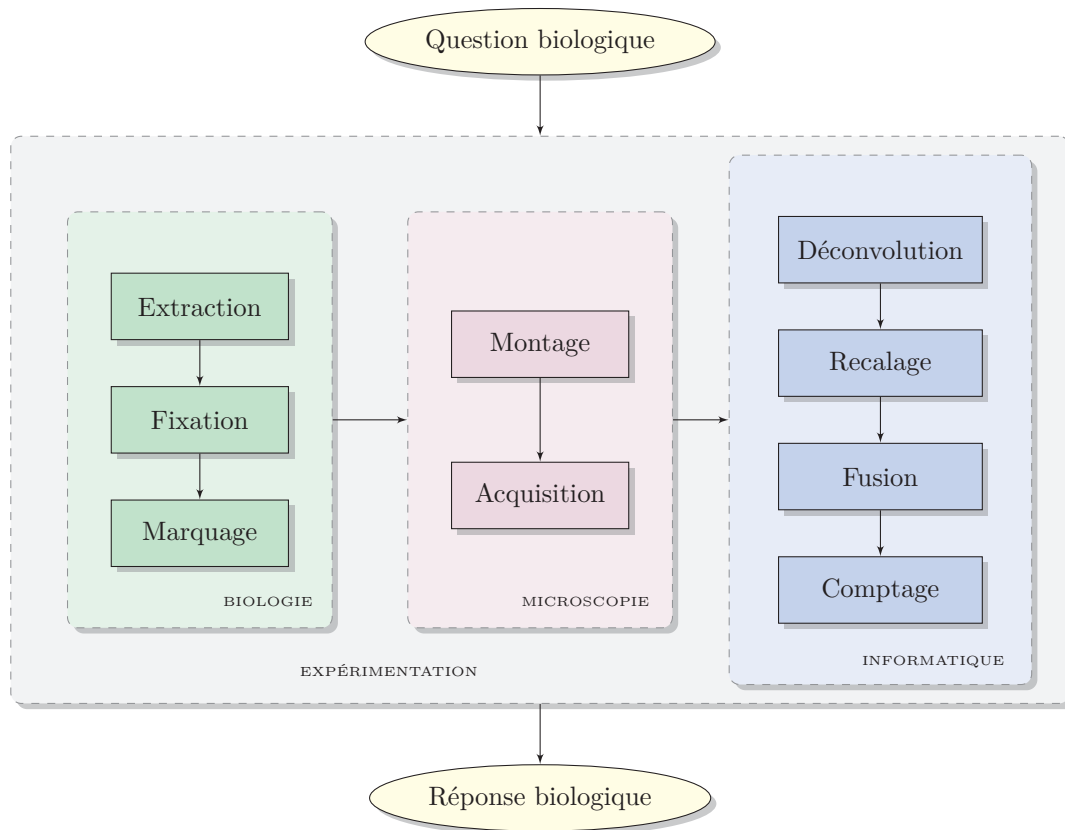 Question biologique
Extraction
Fixation
Marquage
BIOLOGIE
Montage
Acquisition
MICROSCOPIE
Déconvolution
Recalage
Fusion
Comptage
INFORMATIQUE
EXPÉRIMENTATION
Réponse biologique